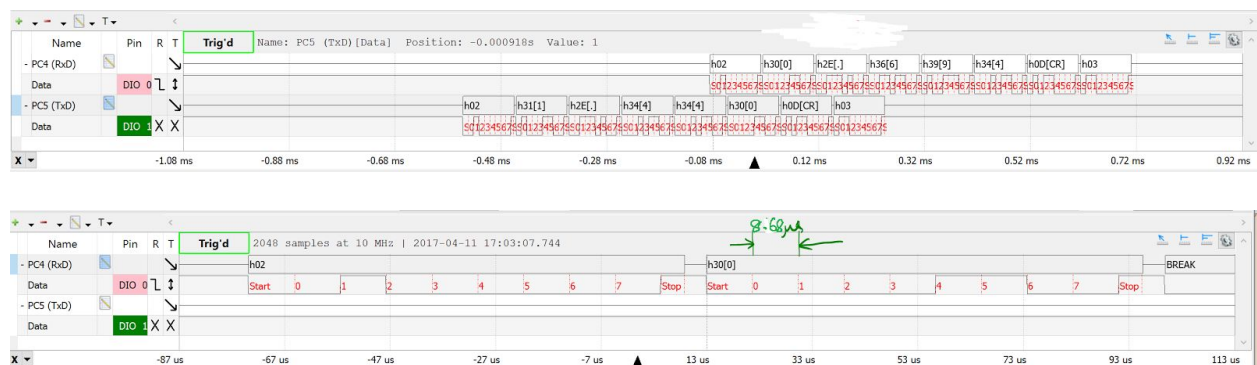 T
Name Pin R T Trig'd Name: PC5 (TxD)[Data] Position: -0.000918s Value: 1
- PC4 (RxD) h02 h30[0] h2E[.] h36[6] h39[9] h34[4] h0D[CR] h03
Data DIO 0 S01234567SS01234567SS01234567SS01234567SS01234567SS01234567SS01234567SS01234567S
- PC5 (TxD) h02 h31[1] h2E[.] h34[4] h34[4] h30[0] h0D[CR] h03
Data DIO 1 X X S01234567SS01234567SS01234567SS01234567SS01234567SS01234567SS01234567SS01234567S
X -1.08 ms -0.88 ms -0.68 ms -0.48 ms -0.28 ms -0.08 ms 0.12 ms 0.32 ms 0.52 ms 0.72 ms 0.92 ms
T
8.68µs
Name Pin R T Trig'd 2048 samples at 10 MHz | 2017-04-11 17:03:07.744
- PC4 (RxD) h02 h30[0] BREAK
Data DIO 0 Start 0 1 2 3 4 5 6 7 Stop Start 0 1 2 3 4 5 6 7 Stop
- PC5 (TxD)
Data DIO 1 X X
X -87 us -67 us -47 us -27 us -7 us 13 us 33 us 53 us 73 us 93 us 113 us